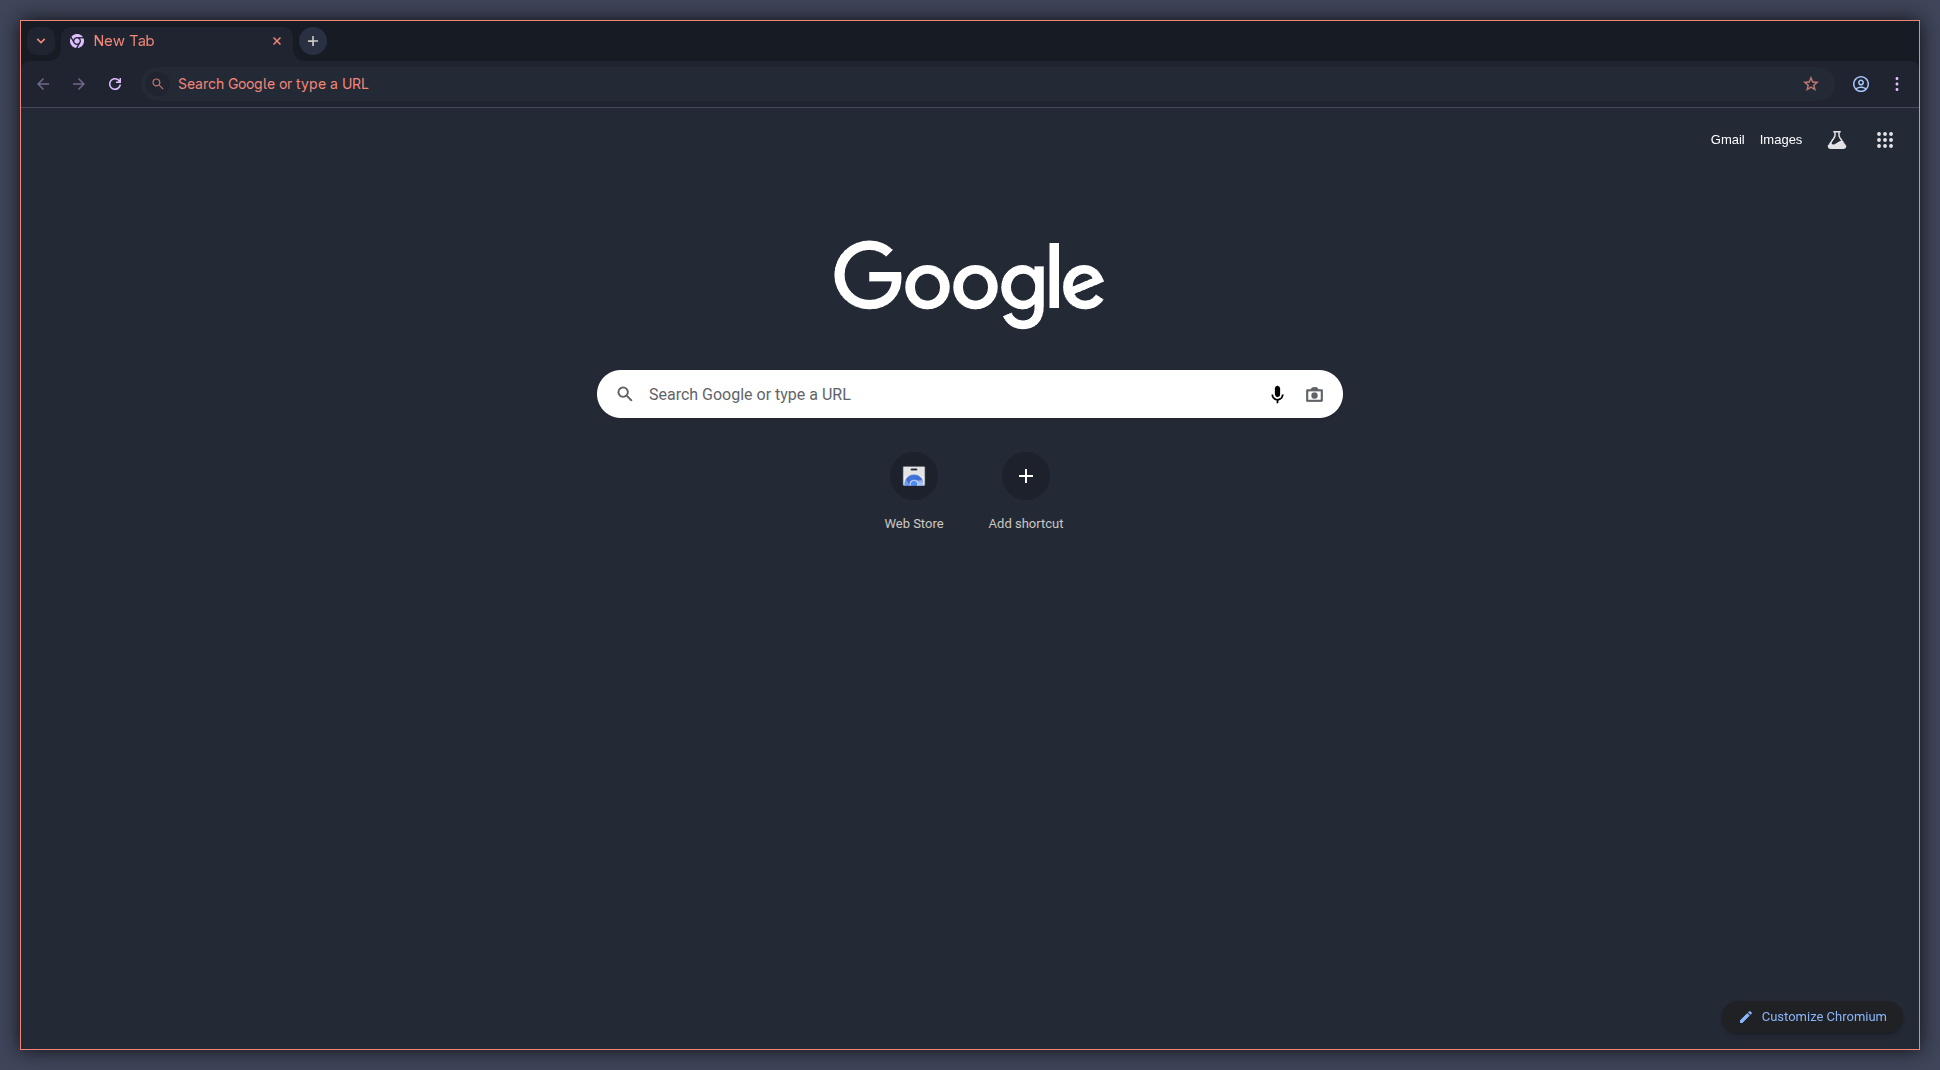 New Tab
Search Google or type a URL
Gmail Images
Google
Search Google or type a URL
Web Store Add shortcut
Customize Chromium